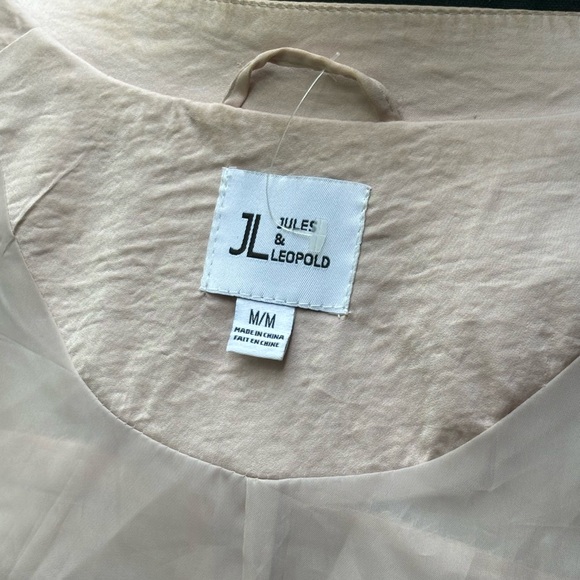 JL JULES
&
LEOPOLD
M/M
MADE IN CHINA
FAIT EN CHINE